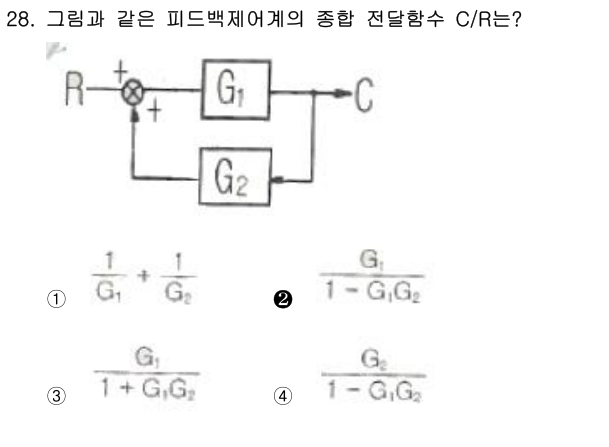 28. 그림과 같은 피드백제어계의 종합 전달함수 C/R는?
R + + G₁ C
G₂
① 1/G₁ + 1/G₂ ❷ G₁/(1 - G₁G₂)
③ G₁/(1 + G₁G₂) ④ G₂/(1 - G₁G₂)